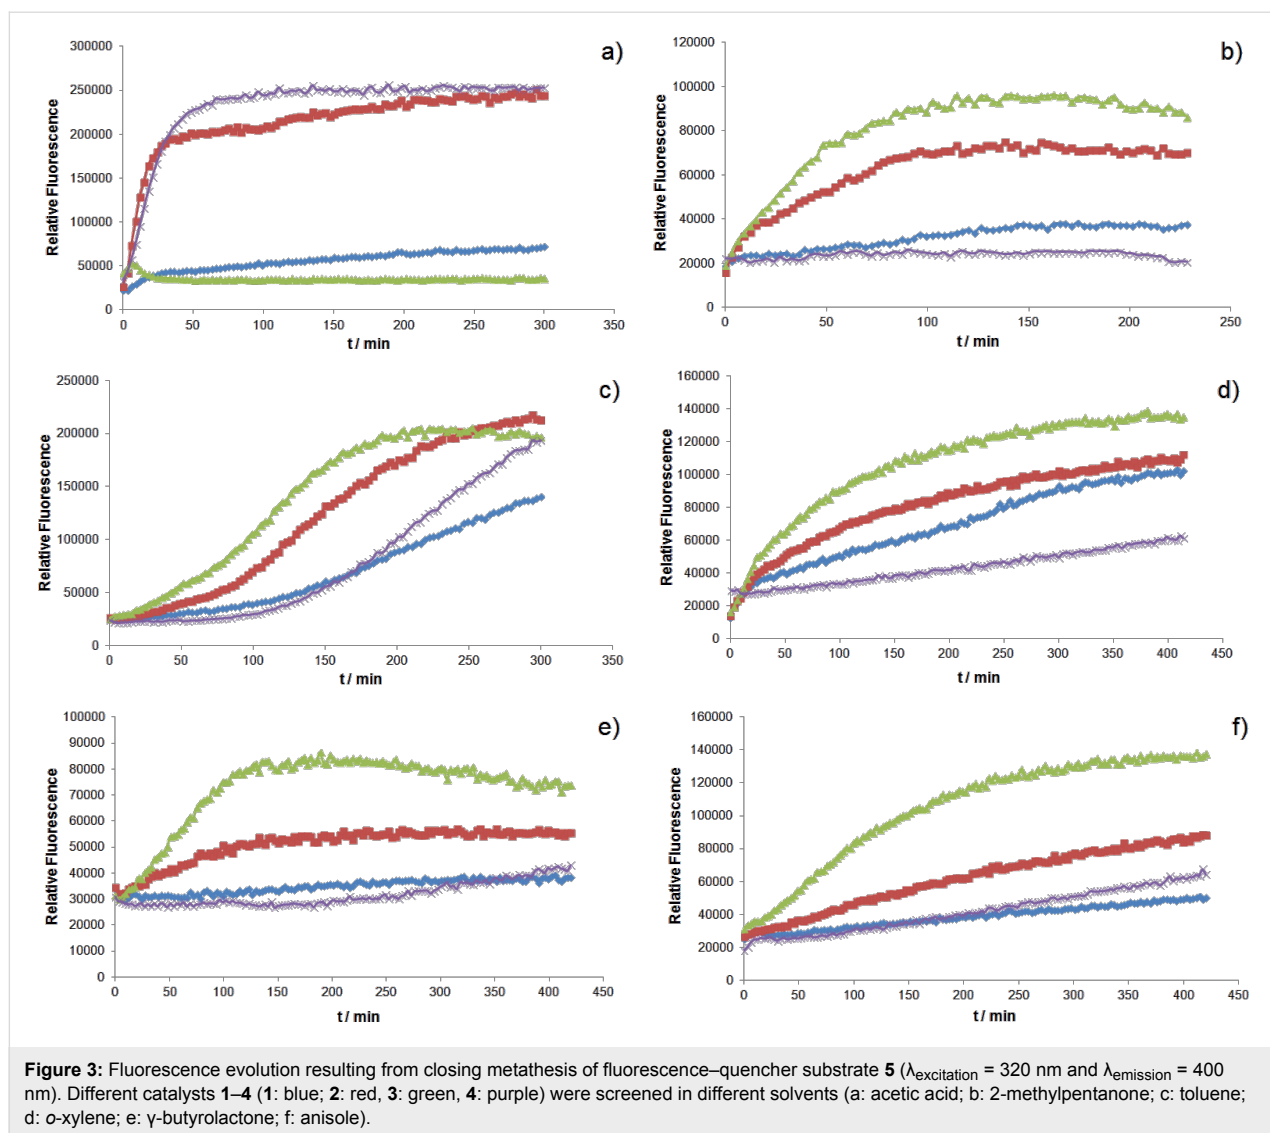 a)
300000
250000
200000
150000
100000
50000
0
Relative Fluorescence
0 50 100 150 200 250 300 350
t / min
b)
120000
100000
80000
60000
40000
20000
0
Relative Fluorescence
0 50 100 150 200 250
t / min
c)
250000
200000
150000
100000
50000
0
Relative Fluorescence
0 50 100 150 200 250 300 350
t / min
d)
160000
140000
120000
100000
80000
60000
40000
20000
0
Relative Fluorescence
0 50 100 150 200 250 300 350 400 450
t / min
e)
100000
90000
80000
70000
60000
50000
40000
30000
20000
10000
0
Relative Fluorescence
0 50 100 150 200 250 300 350 400 450
t / min
f)
160000
140000
120000
100000
80000
60000
40000
20000
0
Relative Fluorescence
0 50 100 150 200 250 300 350 400 450
t / min
Figure 3: Fluorescence evolution resulting from closing metathesis of fluorescence–quencher substrate 5 (λexcitation = 320 nm and λemission = 400
nm). Different catalysts 1–4 (1: blue; 2: red, 3: green, 4: purple) were screened in different solvents (a: acetic acid; b: 2-methylpentanone; c: toluene;
d: o-xylene; e: γ-butyrolactone; f: anisole).